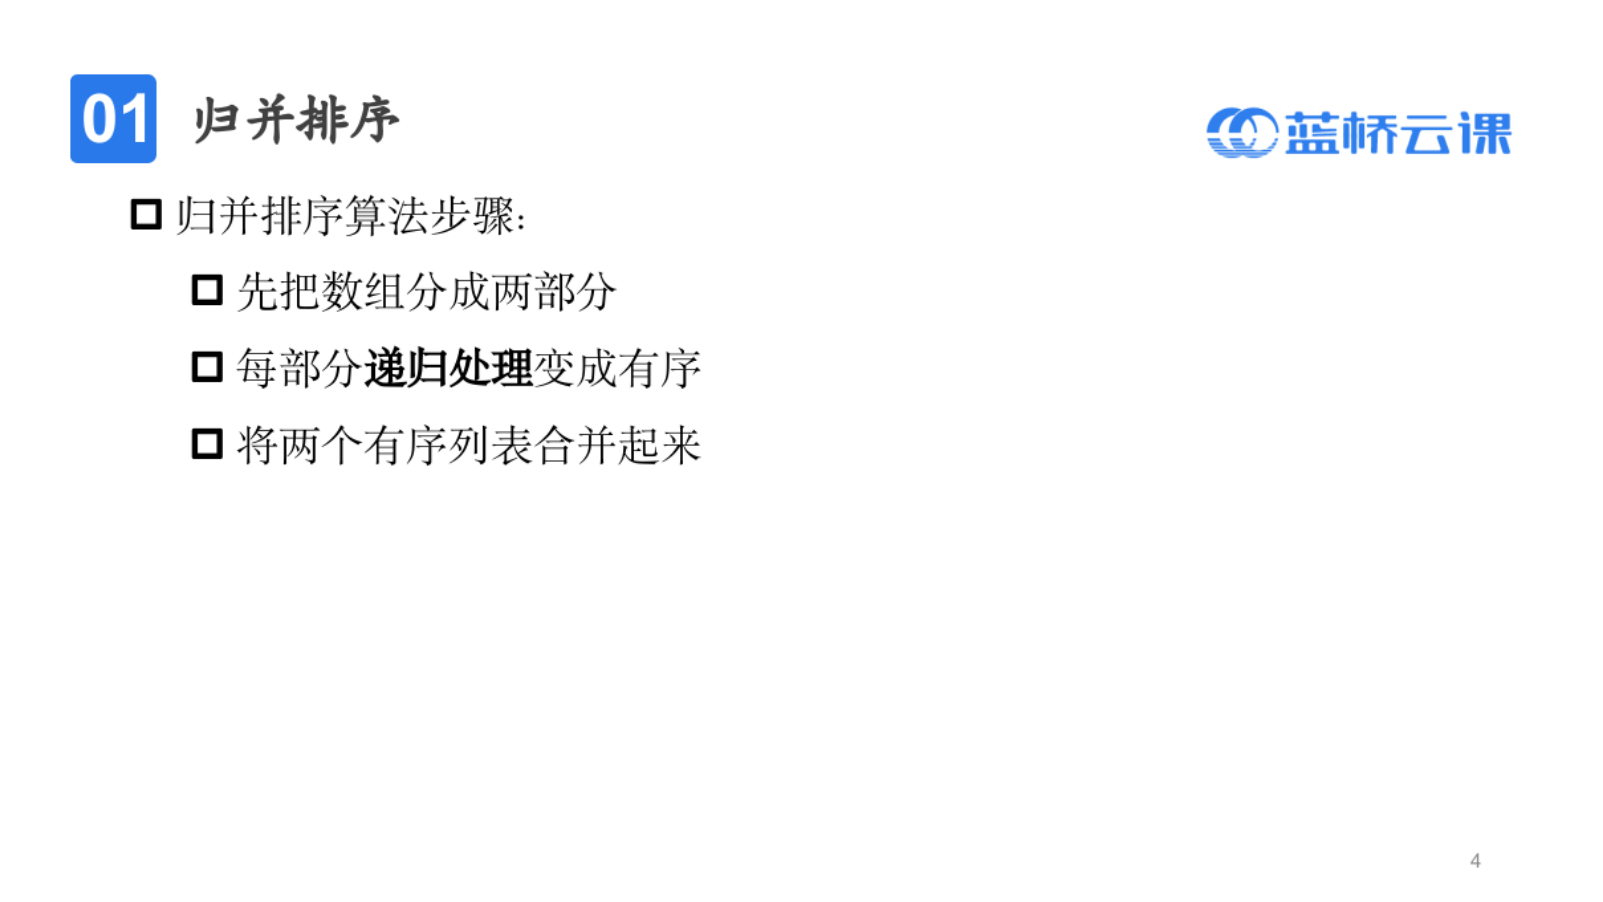 01 归并排序
蓝桥云课
归并排序算法步骤：
先把数组分成两部分
每部分递归处理变成有序
将两个有序列表合并起来
4